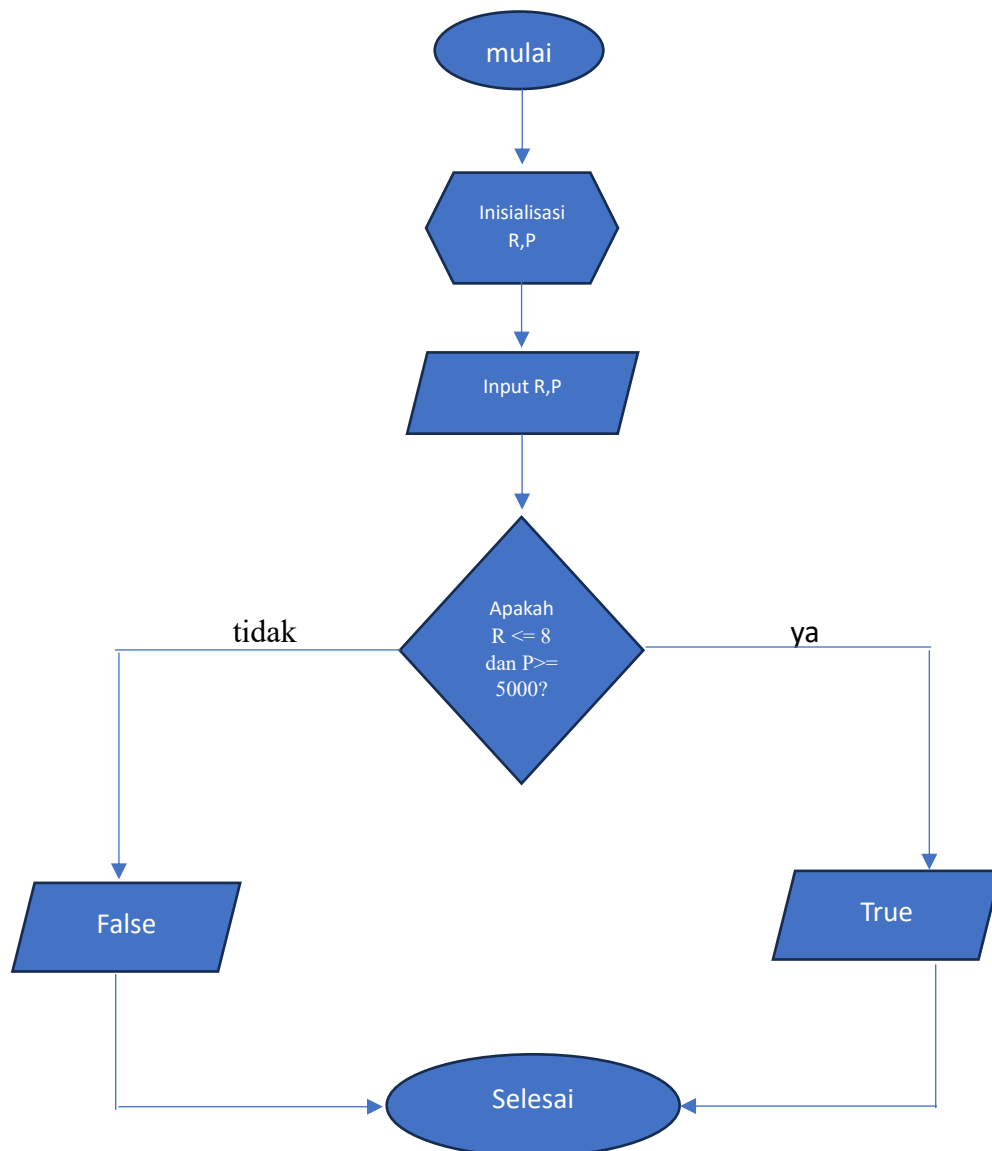 mulai
Inisialisasi
R,P
Input R,P
Apakah
R <= 8
dan P>=
5000?
tidak
ya
False
True
Selesai